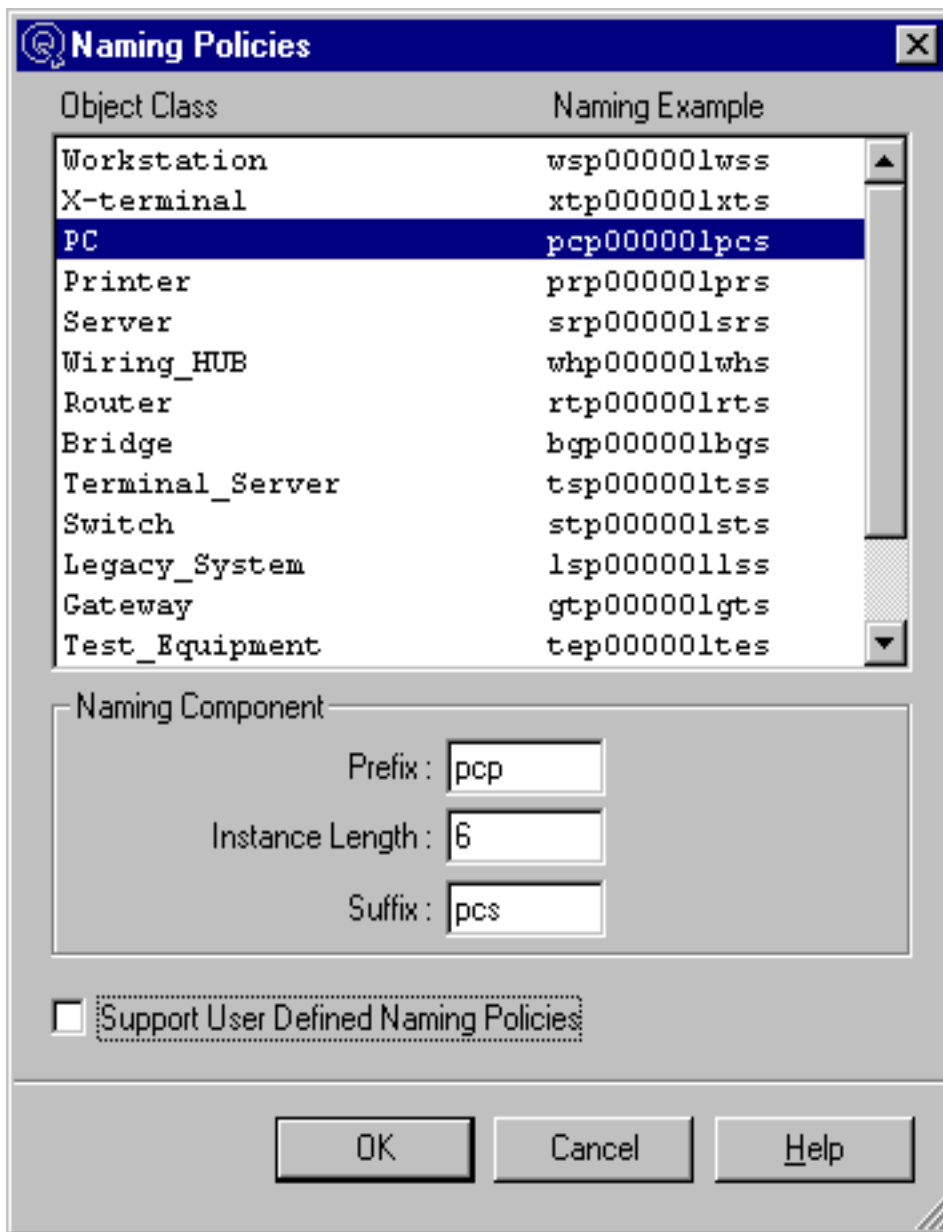 Naming Policies
Object Class Naming Example
Workstation wsp000001wss
X-terminal xtp000001xts
PC pcp000001pcs
Printer prp000001prs
Server srp000001srs
Wiring_HUB whp000001whs
Router rtp000001rts
Bridge bgp000001bgs
Terminal_Server tsp000001tss
Switch stp000001sts
Legacy_System lsp000001lss
Gateway gtp000001gts
Test_Equipment tep000001tes
Naming Component
Prefix : pcp
Instance Length : 6
Suffix : pcs
Support User Defined Naming Policies
OK Cancel Help